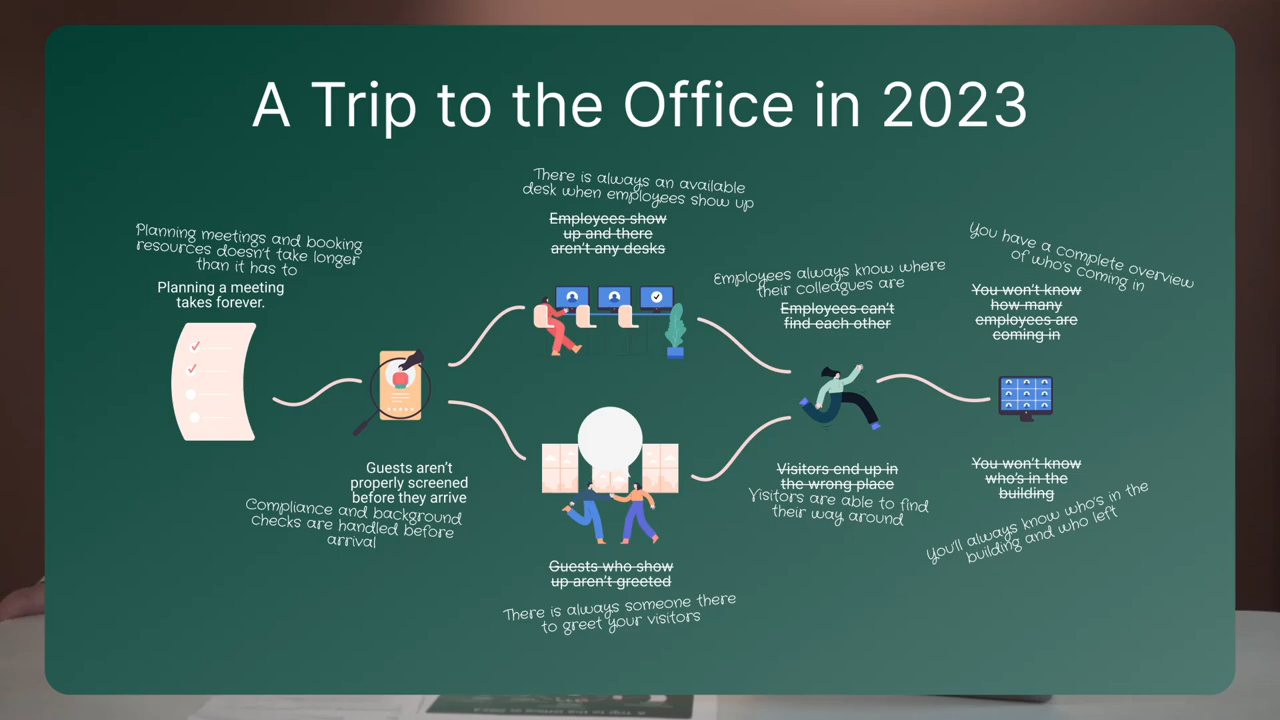 A Trip to the Office in 2023
There is always an available
desk when employees show up
Employees show
up and there
aren't any desks
Planning meetings and booking
resources doesn't take longer
than it has to
Planning a meeting
takes forever.
Employees always know where
their colleagues are
Employees can't
find each other
You have a complete overview
of who's coming in
You won't know
how many
employees are
coming in
Guests aren't
properly screened
before they arrive
Compliance and background
checks are handled before
arrival
Guests who show
up aren't greeted
There is always someone there
to greet your visitors
Visitors end up in
the wrong place
Visitors are able to find
their way around
You won't know
who's in the
building
You'll always know who's in the
building and who left